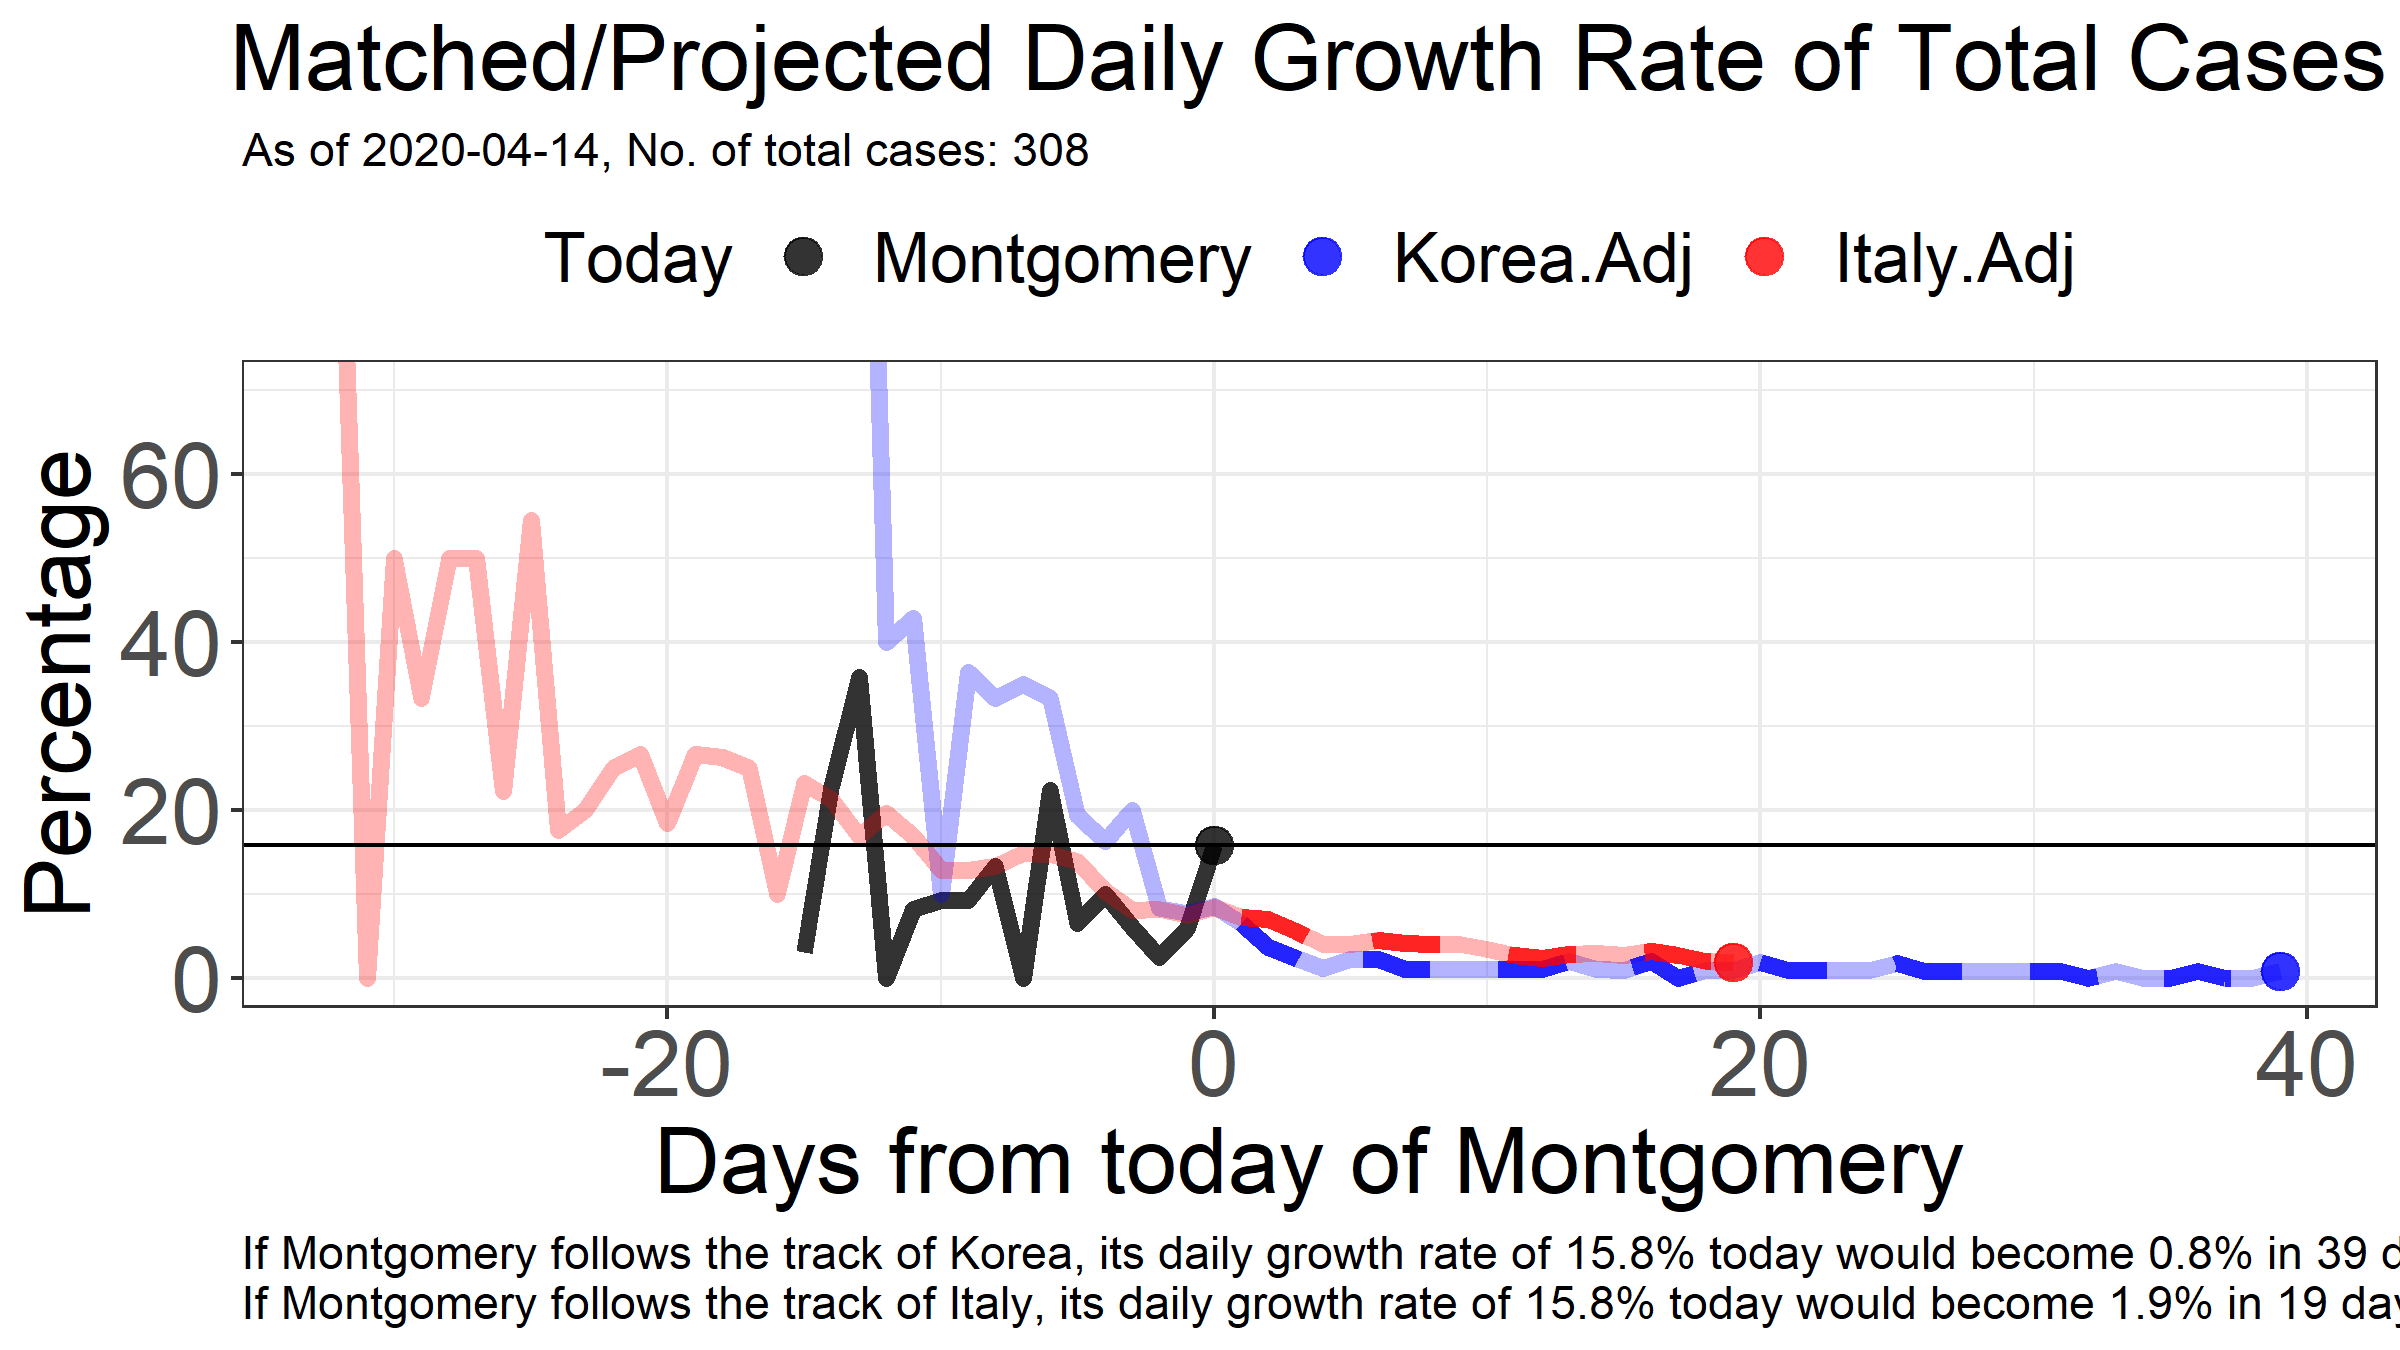 Matched/Projected Daily Growth Rate of Total Cases
As of 2020-04-14, No. of total cases: 308
Today Montgomery Korea.Adj Italy.Adj
Percentage
60
40
20
0
-20 0 20 40
Days from today of Montgomery
If Montgomery follows the track of Korea, its daily growth rate of 15.8% today would become 0.8% in 39
If Montgomery follows the track of Italy, its daily growth rate of 15.8% today would become 1.9% in 19